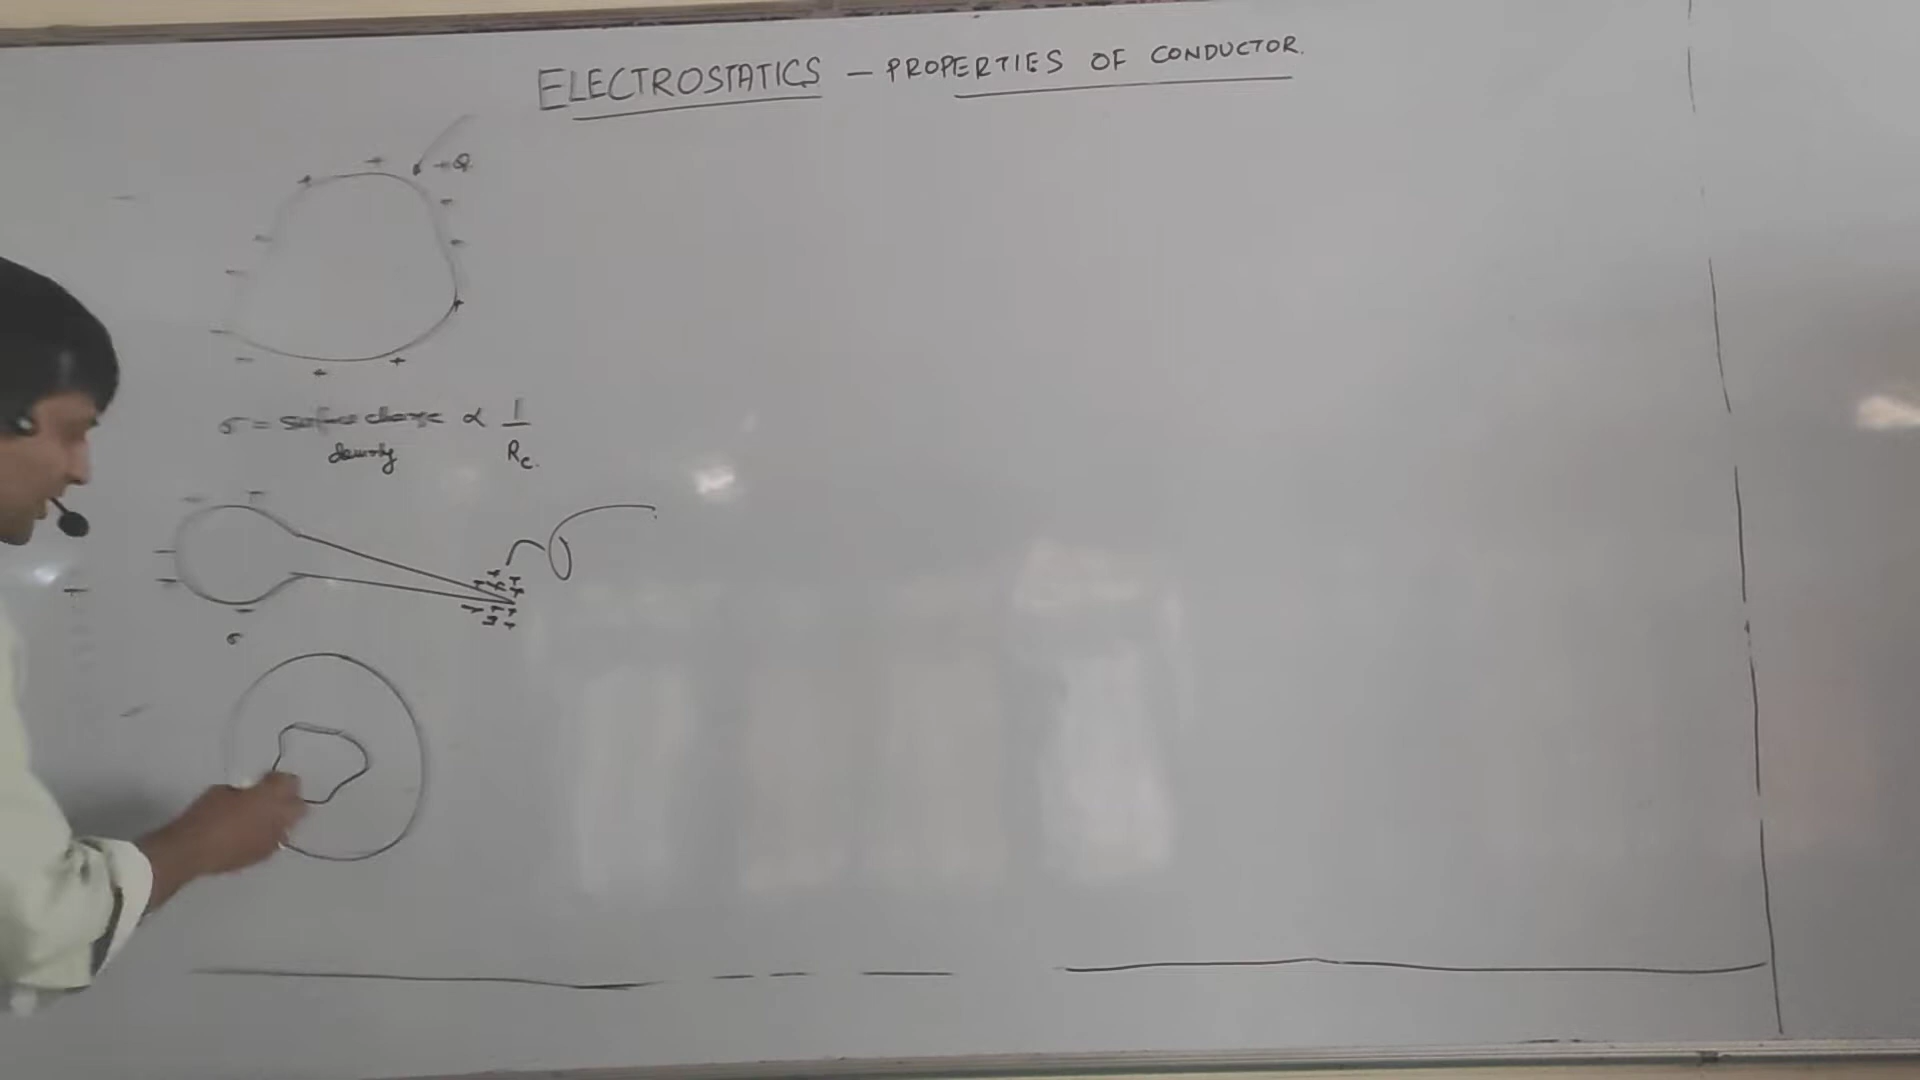 ELECTROSTATICS – PROPERTIES OF CONDUCTOR.
+Q
σ = surface charge density ∝ 1/Rc.
σ